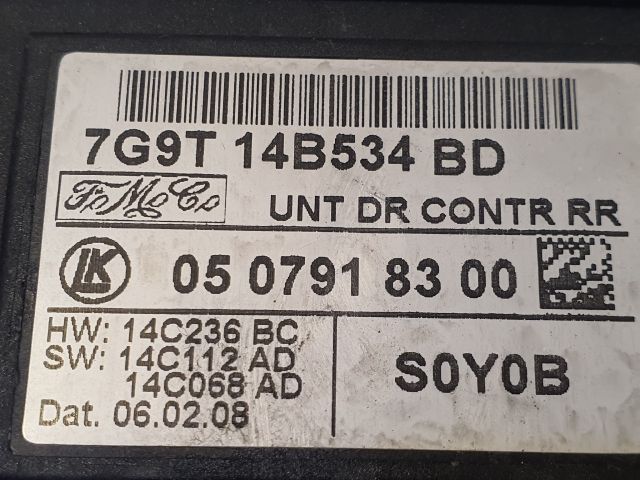 7G9T 14B534 BD
FoMoCo
UNT DR CONTR RR
LK
05 0791 83 00
HW: 14C236 BC
SW: 14C112 AD
14C068 AD
Dat. 06.02.08
S0Y0B